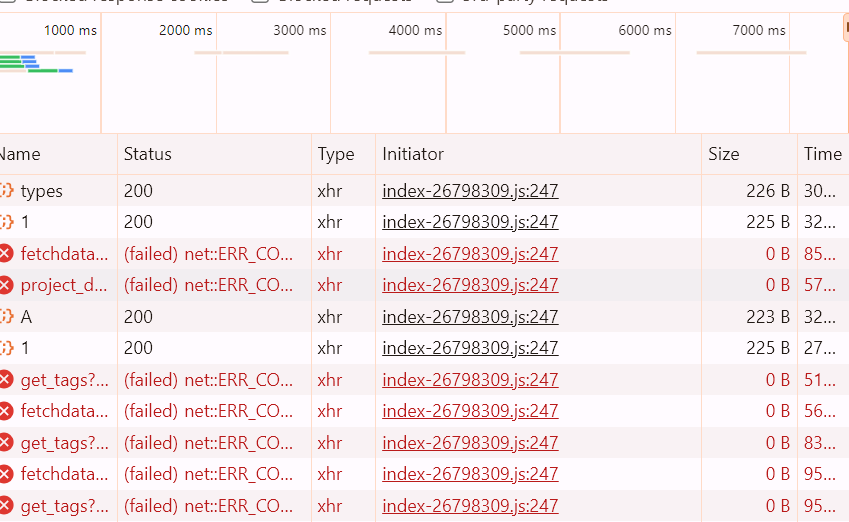 1000 ms 2000 ms 3000 ms 4000 ms 5000 ms 6000 ms 7000 ms
Name Status Type Initiator Size Time
types 200 xhr index-26798309.js:247 226 B 30...
1 200 xhr index-26798309.js:247 225 B 32...
fetchdata... (failed) net::ERR_CO... xhr index-26798309.js:247 0 B 85...
project_d... (failed) net::ERR_CO... xhr index-26798309.js:247 0 B 57...
A 200 xhr index-26798309.js:247 223 B 32...
1 200 xhr index-26798309.js:247 225 B 27...
get_tags?... (failed) net::ERR_CO... xhr index-26798309.js:247 0 B 51...
fetchdata... (failed) net::ERR_CO... xhr index-26798309.js:247 0 B 56...
get_tags?... (failed) net::ERR_CO... xhr index-26798309.js:247 0 B 83...
fetchdata... (failed) net::ERR_CO... xhr index-26798309.js:247 0 B 95...
get_tags?... (failed) net::ERR_CO... xhr index-26798309.js:247 0 B 95...